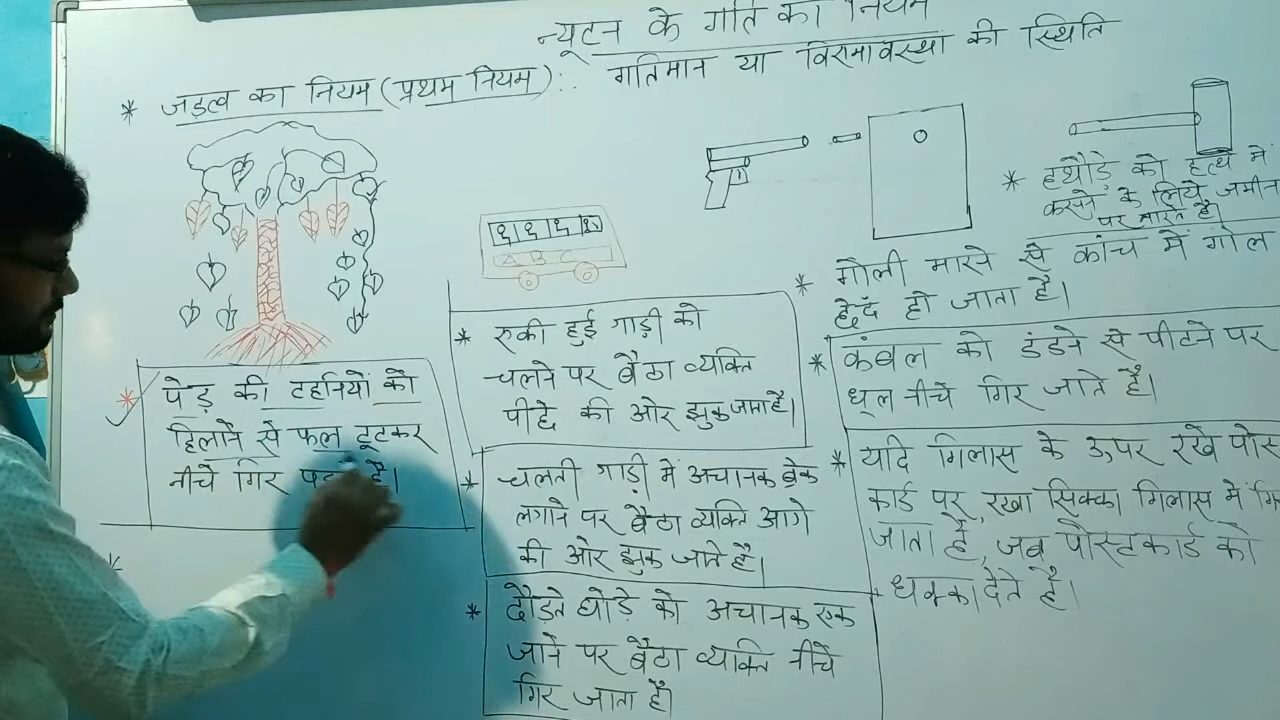 न्यूटन के गति का नियम
* जड़त्व का नियम (प्रथम नियम) :. गतिमान या विरामावस्था की स्थिति
* पेड़ की टहनियों को
हिलाने से फल टूटकर
नीचे गिर है।
A B C
* रुकी हुई गाड़ी को
चलने पर बैठा व्यक्ति
पीछे की ओर झुक जाता है।
* चलती गाड़ी में अचानक ब्रेक
लगाने पर बैठा व्यक्ति आगे
की ओर झुक जाते है।
* दौड़ते घोड़े को अचानक रुक
जाने पर बैठा व्यक्ति नीचे
गिर जाता है।
* हथौड़े को हत्थे में
कसने के लिये जमीन
पर मारते है।
* गोली मारने से कांच में गोल
छेद हो जाता है।
* कंबल को डंडने से पीटने पर
धूल नीचे गिर जाते है।
* यदि गिलास के ऊपर रखे पोस्
कार्ड पर, रखा सिक्का गिलास में गि
जाता है, जब पोस्टकार्ड को
धक्का देते है।
*